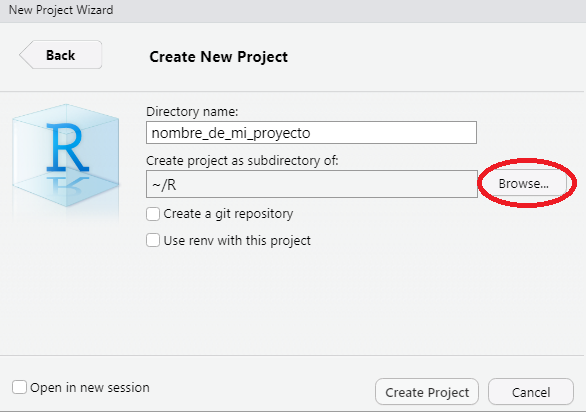 New Project Wizard
Back
Create New Project
R
Directory name:
nombre_de_mi_proyecto
Create project as subdirectory of:
~/R
Browse...
Create a git repository
Use renv with this project
Open in new session
Create Project
Cancel